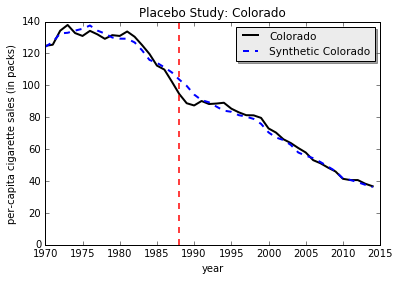 Placebo Study: Colorado
per-capita cigarette sales (in packs)
140
120
100
80
60
40
20
0
Colorado
Synthetic Colorado
1970 1975 1980 1985 1990 1995 2000 2005 2010 2015
year